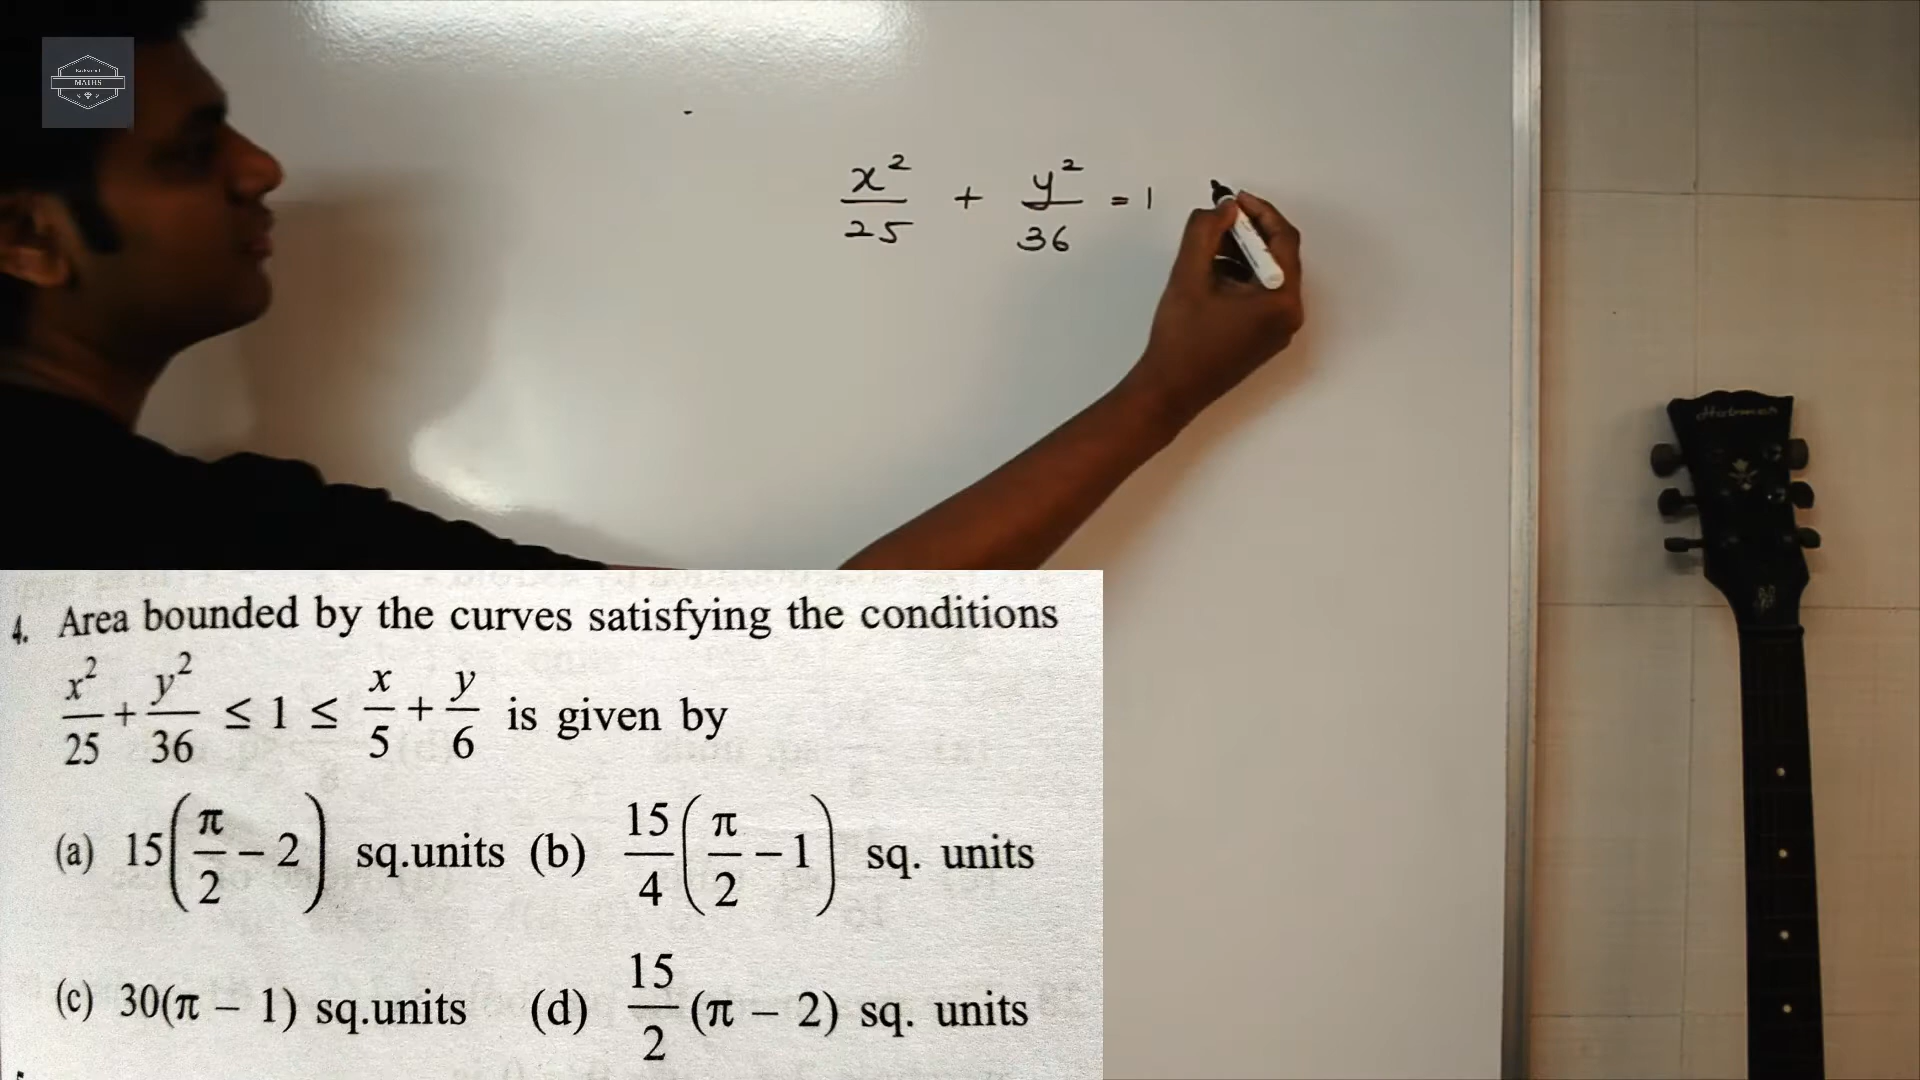 MATHS
x²/25 + y²/36 = 1
Hobner
4. Area bounded by the curves satisfying the conditions
x²/25 + y²/36 ≤ 1 ≤ x/5 + y/6 is given by
(a) 15(π/2 − 2) sq.units (b) 15/4(π/2 − 1) sq. units
(c) 30(π − 1) sq.units (d) 15/2(π − 2) sq. units